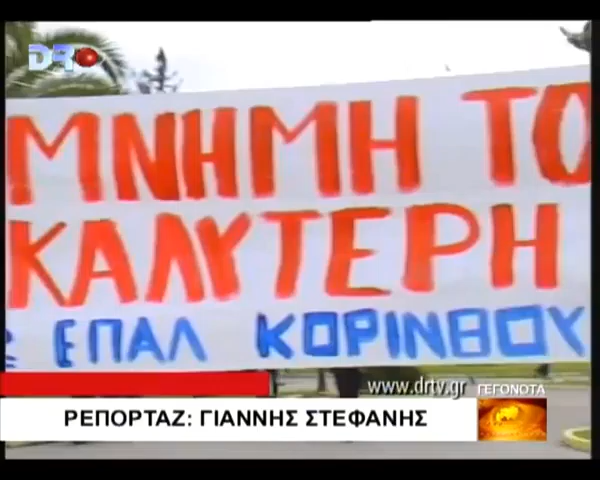 DRTV
ΜΝΗΜΗ ΤΟ
ΚΑΛΥΤΕΡΗ
ΕΠΑΛ ΚΟΡΙΝΘΟΥ
www.drtv.gr
ΓΕΓΟΝΟΤΑ
ΡΕΠΟΡΤΑΖ: ΓΙΑΝΝΗΣ ΣΤΕΦΑΝΗΣ